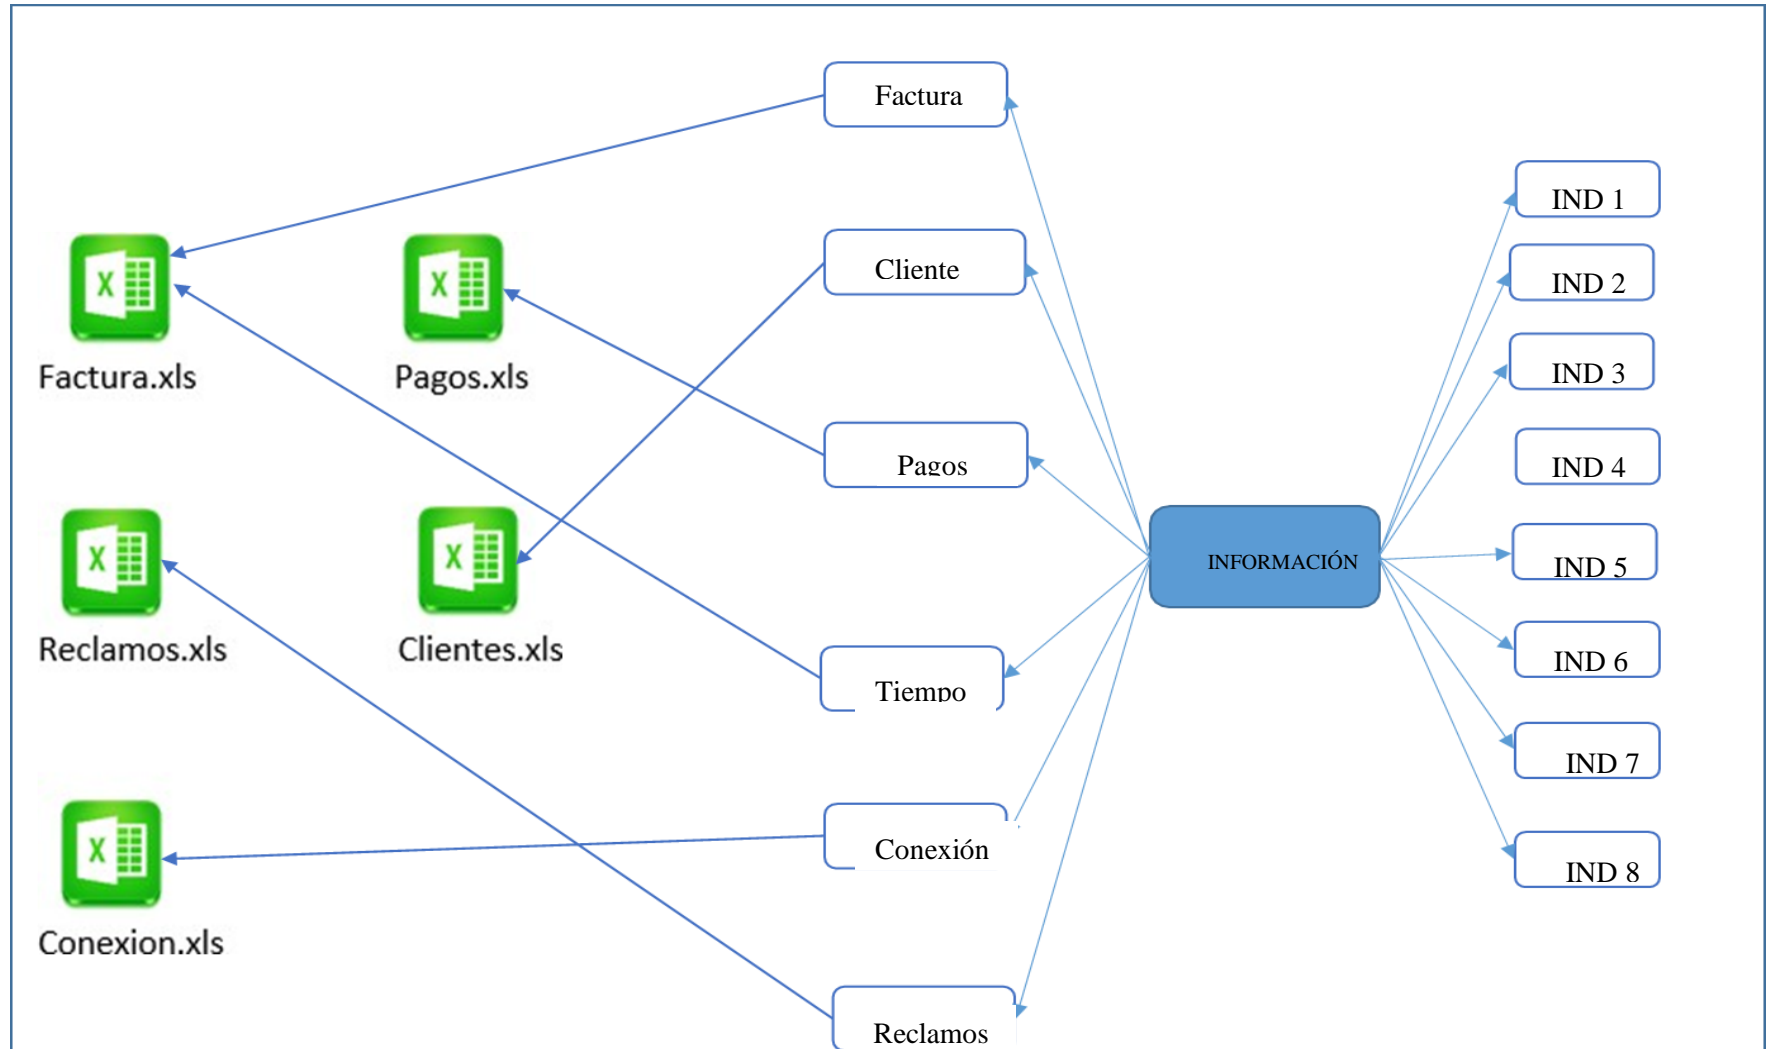 Factura
Cliente
Pagos
Tiempo
Conexión
Reclamos
Factura.xls
Pagos.xls
Reclamos.xls
Clientes.xls
Conexion.xls
INFORMACIÓN
IND 1
IND 2
IND 3
IND 4
IND 5
IND 6
IND 7
IND 8